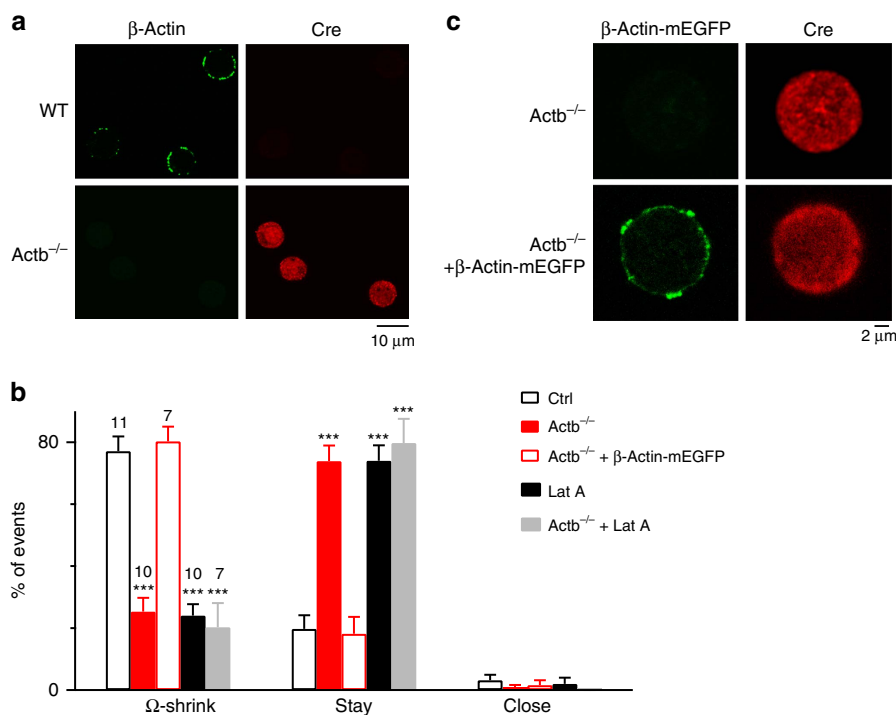 a
β-Actin Cre
WT
Actb−/−
10 μm
c
β-Actin-mEGFP Cre
Actb−/−
Actb−/−
+β-Actin-mEGFP
2 μm
b
% of events
80
0
11
10
***
7
10
***
7
***
***
***
***
Ω-shrink Stay Close
Ctrl
Actb−/−
Actb−/− + β-Actin-mEGFP
Lat A
Actb−/− + Lat A